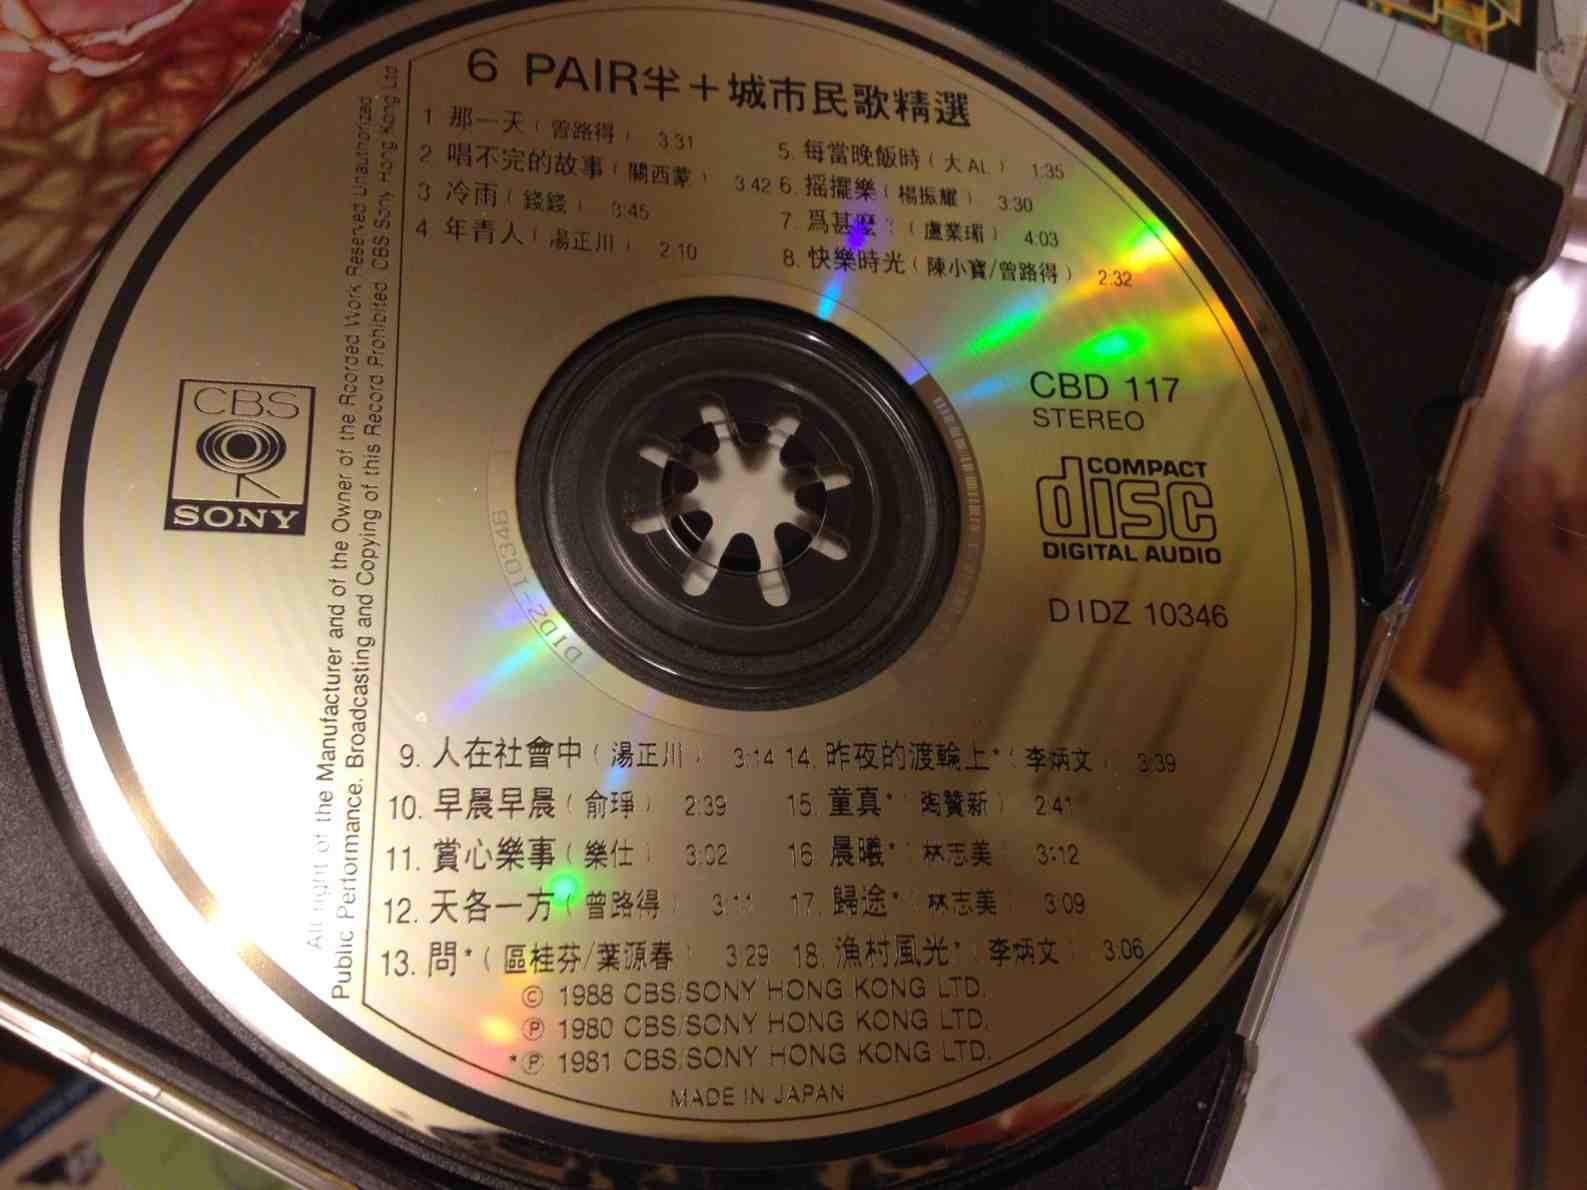 6 PAIR半＋城市民歌精選
1 那一天（曾路得） 3:31
2 唱不完的故事（關西蒙） 3:42
3 冷雨（錢錢） 3:45
4 年青人（湯正川） 2:10
5. 每當晚飯時（大AL） 1:35
6. 搖擺樂（楊振耀） 3:30
7. 爲甚麽？（盧業瑂） 4:03
8. 快樂時光（陳小寶/曾路得） 2:32
CBS
SONY
All right of the Manufacturer and of the Owner of the Roorded Work Reserved Unauthorized
Public Performance. Broadcasting and Copying of this Record Prohibited CBS Sony Hong Kong Ltd
CBD 117
STEREO
COMPACT
disc
DIGITAL AUDIO
DIDZ 10346
DIDZ-10346
9. 人在社會中（湯正川） 3:14
10. 早晨早晨（俞琤） 2:39
11. 賞心樂事（樂仕） 3:02
12. 天各一方（曾路得） 3:11
13. 問*（區桂芬/葉源春） 3:29
14. 昨夜的渡輪上*（李炳文） 3:39
15. 童真*（陶贊新） 2:41
16 晨曦*（林志美） 3:12
17. 歸途*（林志美） 3:09
18. 漁村風光*（李炳文） 3:06
© 1988 CBS/SONY HONG KONG LTD.
℗ 1980 CBS/SONY HONG KONG LTD.
*℗ 1981 CBS/SONY HONG KONG LTD.
MADE IN JAPAN